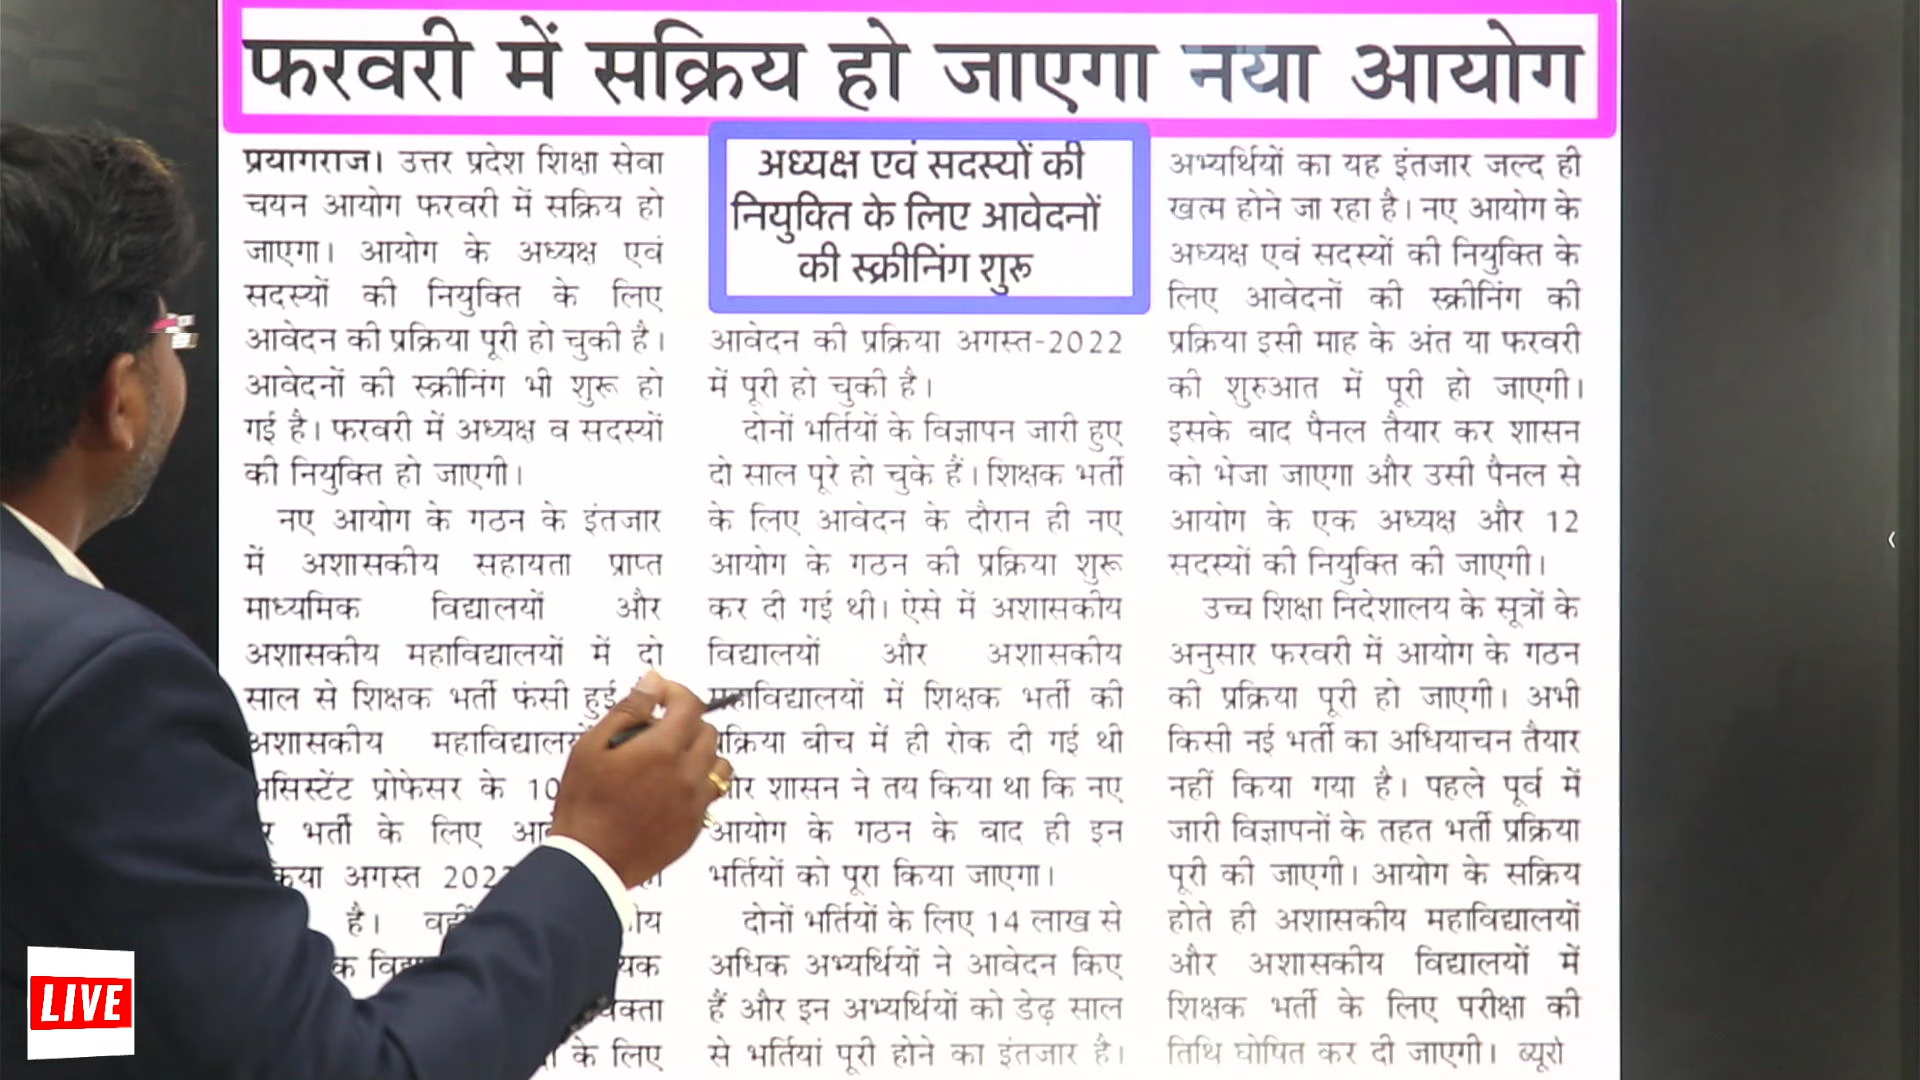 फरवरी में सक्रिय हो जाएगा नया आयोग
प्रयागराज। उत्तर प्रदेश शिक्षा सेवा
चयन आयोग फरवरी में सक्रिय हो
जाएगा। आयोग के अध्यक्ष एवं
सदस्यों की नियुक्ति के लिए
आवेदन की प्रक्रिया पूरी हो चुकी है।
आवेदनों की स्क्रीनिंग भी शुरू हो
गई है। फरवरी में अध्यक्ष व सदस्यों
की नियुक्ति हो जाएगी।
नए आयोग के गठन के इंतजार
में अशासकीय सहायता प्राप्त
माध्यमिक विद्यालयों और
अशासकीय महाविद्यालयों में दो
साल से शिक्षक भर्ती फंसी हुई
अशासकीय
प्रोफेसर के
भर्ती के लिए
अगस्त
है।
के लिए
अध्यक्ष एवं सदस्यों की
नियुक्ति के लिए आवेदनों
की स्क्रीनिंग शुरू
आवेदन की प्रक्रिया अगस्त-2022
में पूरी हो चुकी है।
दोनों भर्तियों के विज्ञापन जारी हुए
दो साल पूरे हो चुके हैं। शिक्षक भर्ती
के लिए आवेदन के दौरान ही नए
आयोग के गठन की प्रक्रिया शुरू
कर दी गई थी। ऐसे में अशासकीय
विद्यालयों और अशासकीय
महाविद्यालयों में शिक्षक भर्ती की
प्रक्रिया बीच में ही रोक दी गई थी
और शासन ने तय किया था कि नए
आयोग के गठन के बाद ही इन
भर्तियों को पूरा किया जाएगा।
दोनों भर्तियों के लिए 14 लाख से
अधिक अभ्यर्थियों ने आवेदन किए
हैं और इन अभ्यर्थियों को डेढ़ साल
से भर्तियां पूरी होने का इंतजार है।
अभ्यर्थियों का यह इंतजार जल्द ही
खत्म होने जा रहा है। नए आयोग के
अध्यक्ष एवं सदस्यों की नियुक्ति के
लिए आवेदनों की स्क्रीनिंग की
प्रक्रिया इसी माह के अंत या फरवरी
की शुरुआत में पूरी हो जाएगी।
इसके बाद पैनल तैयार कर शासन
को भेजा जाएगा और उसी पैनल से
आयोग के एक अध्यक्ष और 12
सदस्यों की नियुक्ति की जाएगी।
उच्च शिक्षा निदेशालय के सूत्रों के
अनुसार फरवरी में आयोग के गठन
की प्रक्रिया पूरी हो जाएगी। अभी
किसी नई भर्ती का अधियाचन तैयार
नहीं किया गया है। पहले पूर्व में
जारी विज्ञापनों के तहत भर्ती प्रक्रिया
पूरी की जाएगी। आयोग के सक्रिय
होते ही अशासकीय महाविद्यालयों
और अशासकीय विद्यालयों में
शिक्षक भर्ती के लिए परीक्षा की
तिथि घोषित कर दी जाएगी। ब्यूरो
LIVE